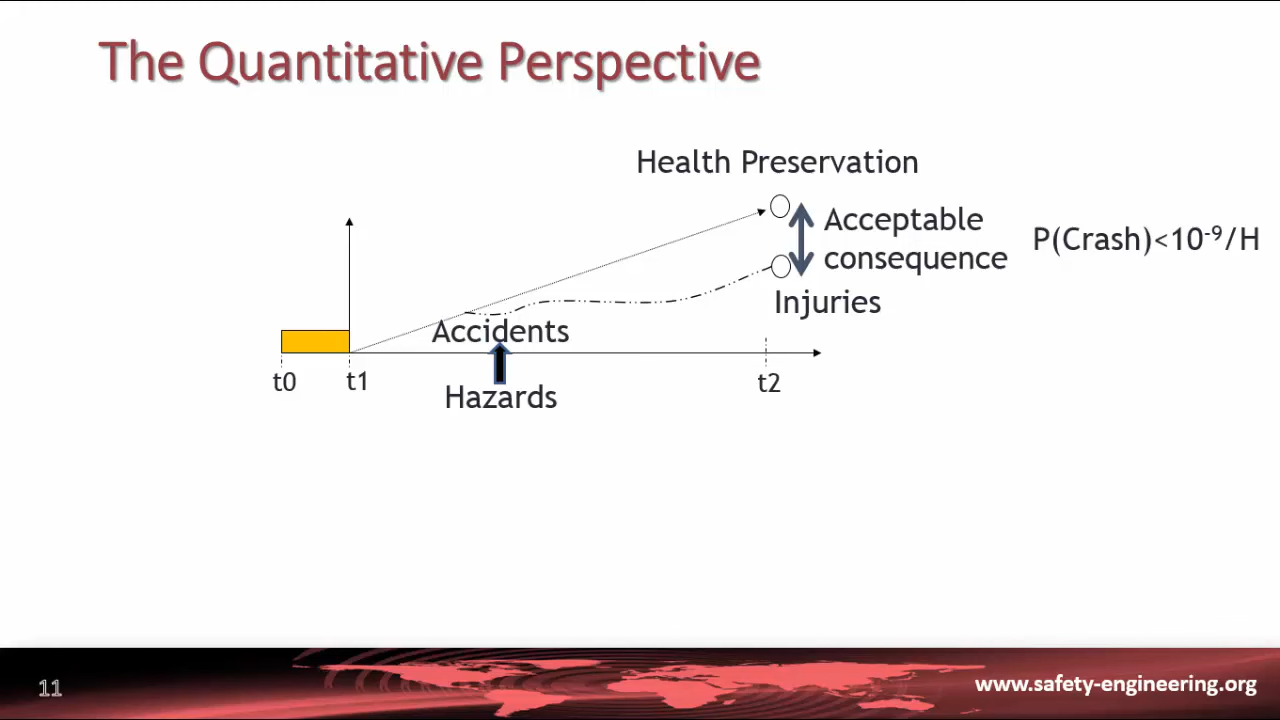 The Quantitative Perspective
Health Preservation
Acceptable
consequence
P(Crash)<10⁻⁹/H
Injuries
Accidents
t0
t1
t2
Hazards
11
www.safety-engineering.org